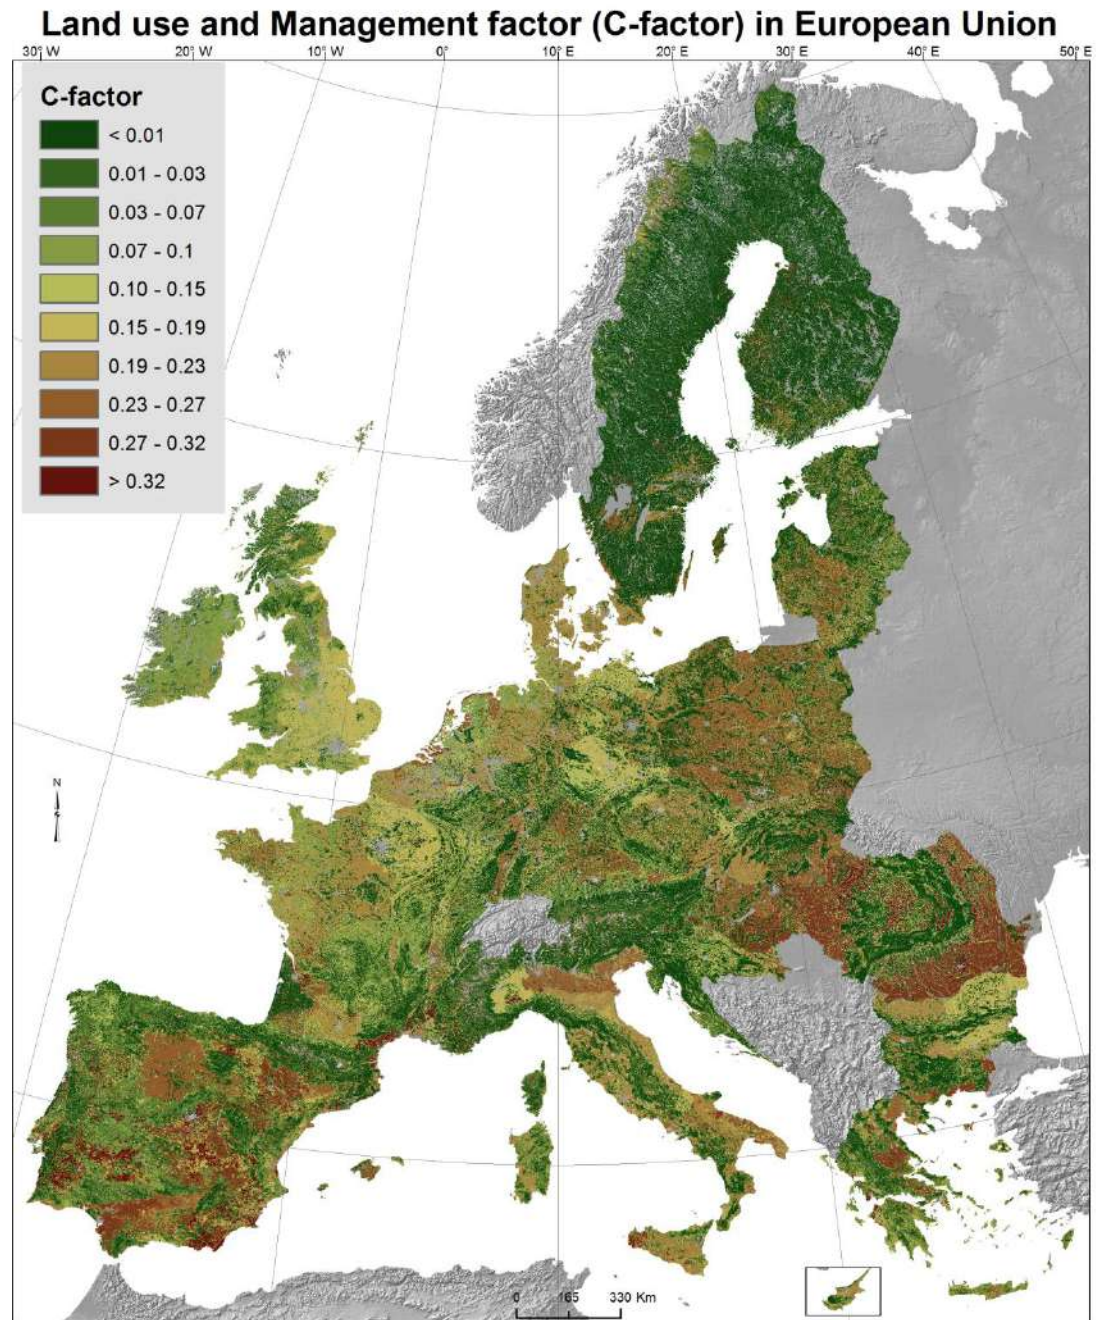 Land use and Management factor (C-factor) in European Union
30° W 20° W 10° W 0° 10° E 20° E 30° E 40° E 50° E
C-factor
< 0.01
0.01 - 0.03
0.03 - 0.07
0.07 - 0.1
0.10 - 0.15
0.15 - 0.19
0.19 - 0.23
0.23 - 0.27
0.27 - 0.32
> 0.32
N
0 165 330 Km